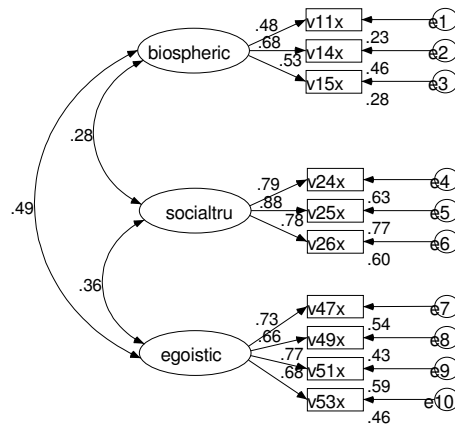 .48 v11x e1
biospheric .68 .23
v14x e2
.53 .46
v15x e3
.28
.28
.79 v24x e4
.88 .63
.49 socialtru v25x e5
.78 .77
v26x e6
.60
.36
.73 v47x e7
.66 .54
v49x e8
egoistic .77 .43
v51x e9
.68 .59
v53x e10
.46